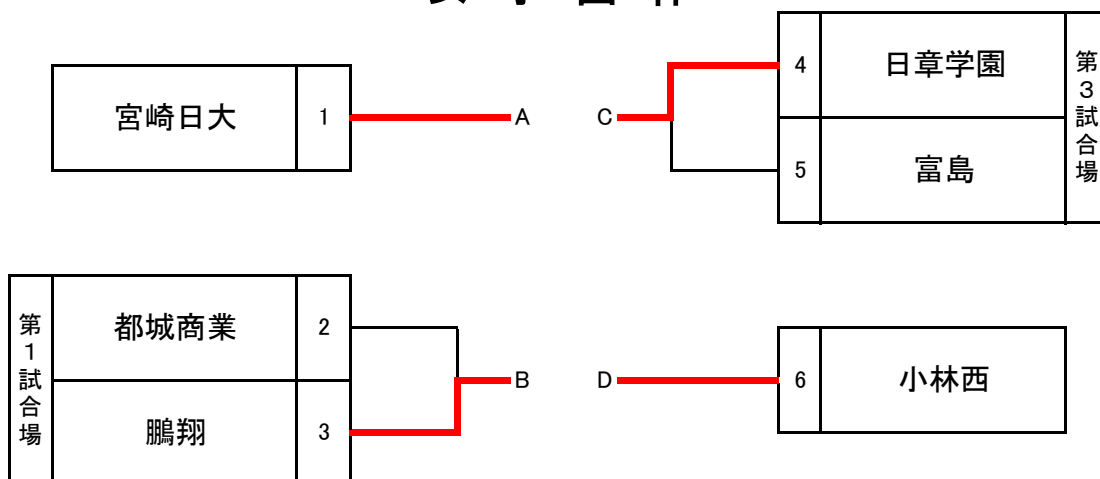 宮崎日大 1 A
C 4 日章学園
5 富島
第3試合場
第1試合場
都城商業 2
鵬翔 3
B
D 6 小林西